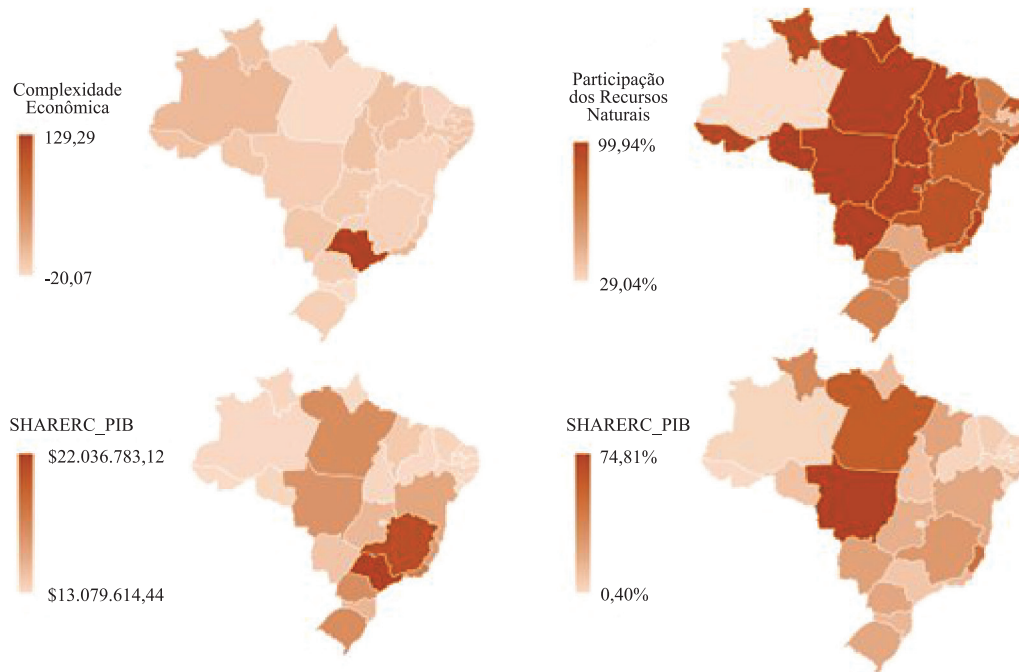 Complexidade
Econômica
129,29
-20,07
Participação
dos Recursos
Naturais
99,94%
29,04%
SHARERC_PIB
$22.036.783,12
$13.079.614,44
SHARERC_PIB
74,81%
0,40%